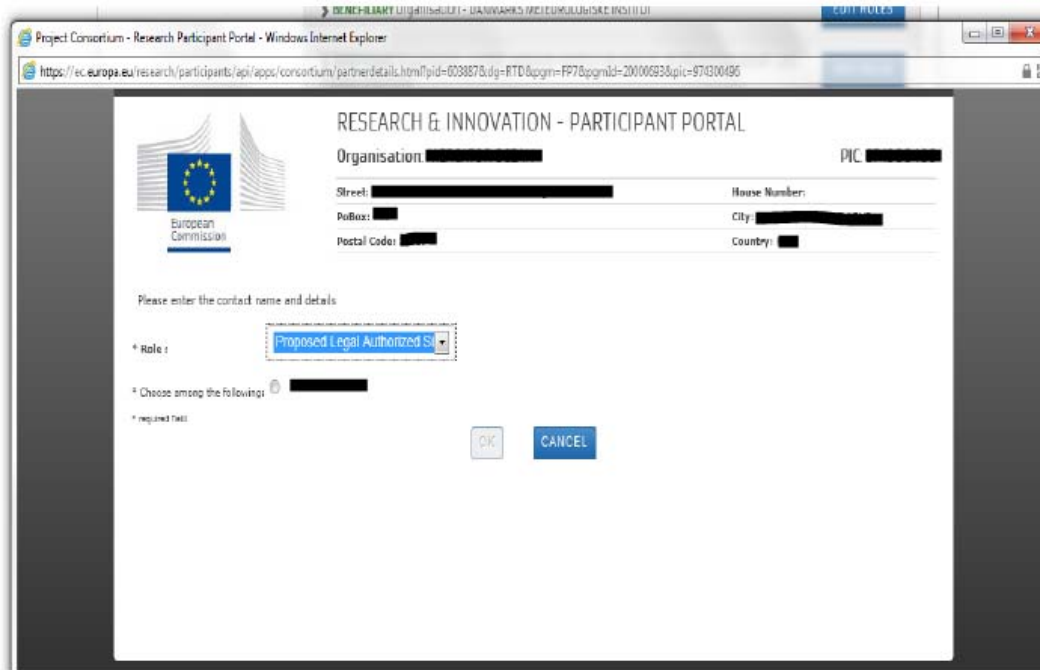 BENEFICIARY Organisation - DANMARKS METEOROLOGISKE INSTITUT
EDIT ROLES
Project Consortium - Research Participant Portal - Windows Internet Explorer
https://ec.europa.eu/research/participants/api/apps/consortium/partnerdetails.html?pid=603887&dg=RTD&pgm=FP7&pgmId=20000693&pic=974300496
RESEARCH & INNOVATION - PARTICIPANT PORTAL
Organisation:
PIC:
Street:
House Number:
PoBox:
City:
Postal Code:
Country:
European
Commission
Please enter the contact name and details
* Role :
Proposed Legal Authorized Si
* Choose among the following:
* required field
OK
CANCEL